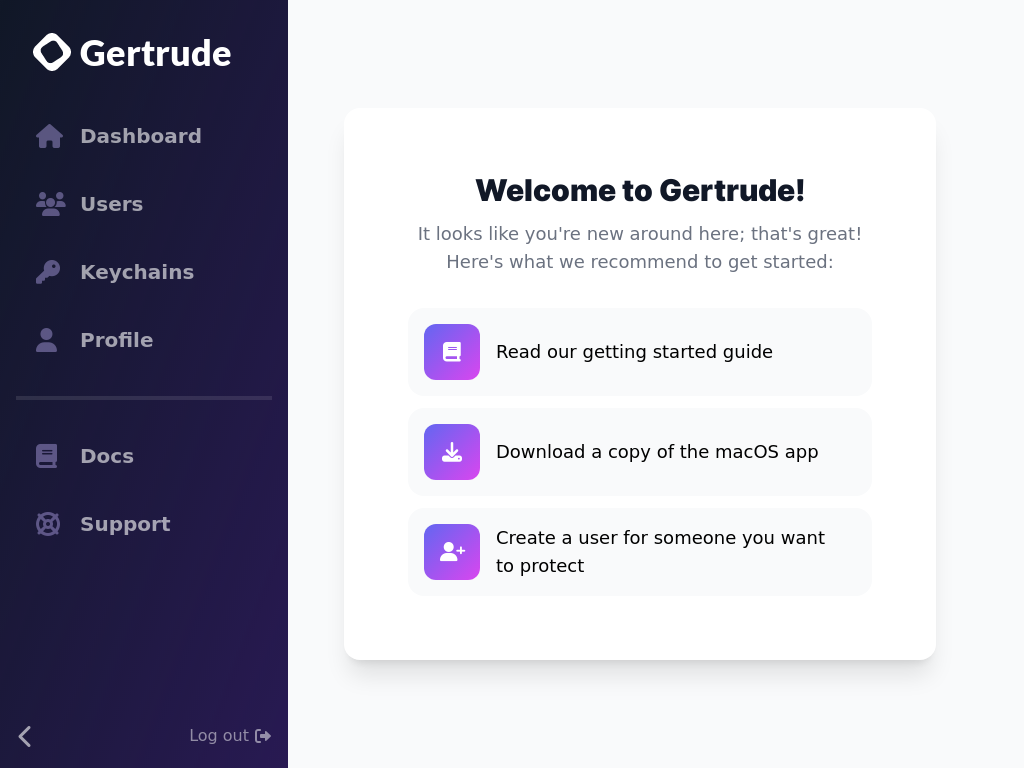 Gertrude
Dashboard
Users
Keychains
Profile
Docs
Support
Log out
Welcome to Gertrude!
It looks like you're new around here; that's great!
Here's what we recommend to get started:
Read our getting started guide
Download a copy of the macOS app
Create a user for someone you want
to protect